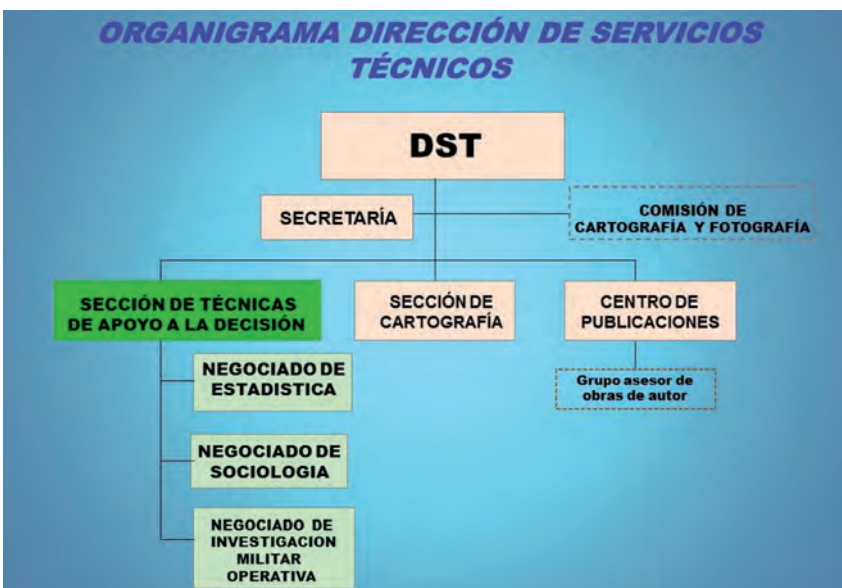 ORGANIGRAMA DIRECCIÓN DE SERVICIOS
TÉCNICOS
DST
SECRETARÍA
COMISIÓN DE
CARTOGRAFÍA Y FOTOGRAFÍA
SECCIÓN DE TÉCNICAS
DE APOYO A LA DECISIÓN
SECCIÓN DE
CARTOGRAFÍA
CENTRO DE
PUBLICACIONES
Grupo asesor de
obras de autor
NEGOCIADO DE
ESTADISTICA
NEGOCIADO DE
SOCIOLOGIA
NEGOCIADO DE
INVESTIGACION
MILITAR
OPERATIVA